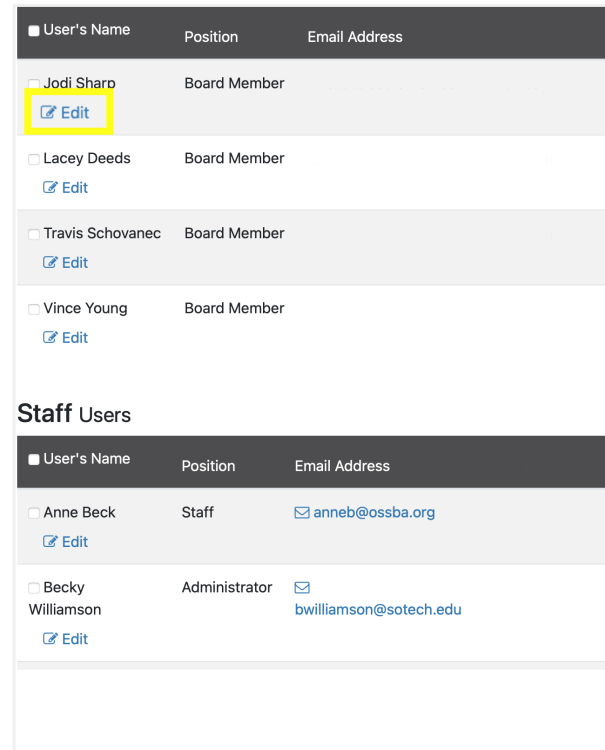 User's Name Position Email Address
Jodi Sharp Board Member
Edit
Lacey Deeds Board Member
Edit
Travis Schovanec Board Member
Edit
Vince Young Board Member
Edit
Staff Users
User's Name Position Email Address
Anne Beck Staff anneb@ossba.org
Edit
Becky Administrator
Williamson bwilliamson@sotech.edu
Edit